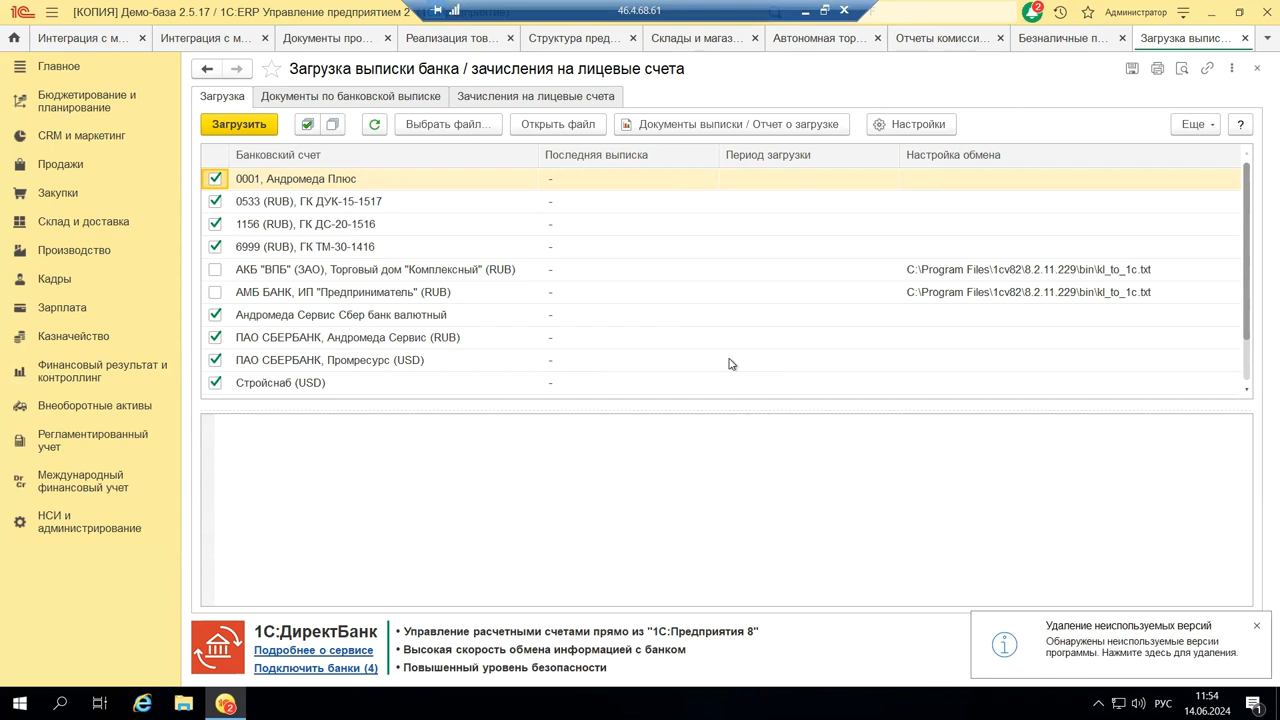 [КОПИЯ] Демо-база 2.5.17 / 1С:ERP Управление предприятием 2
46.4.68.61
2
Администратор
Интеграция с м...
Интеграция с м...
Документы про...
Реализация тов...
Структура пред...
Склады и магаз...
Автономная тор...
Отчеты комисси...
Безналичные п...
Загрузка выпис...
Главное
Бюджетирование и
планирование
CRM и маркетинг
Продажи
Закупки
Склад и доставка
Производство
Кадры
Зарплата
Казначейство
Финансовый результат и
контроллинг
Внеоборотные активы
Регламентированный
учет
Международный
финансовый учет
НСИ и
администрирование
Загрузка выписки банка / зачисления на лицевые счета
Загрузка
Документы по банковской выписке
Зачисления на лицевые счета
Загрузить
Выбрать файл...
Открыть файл
Документы выписки / Отчет о загрузке
Настройки
Еще
?
Банковский счет
Последняя выписка
Период загрузки
Настройка обмена
0001, Андромеда Плюс -
0533 (RUB), ГК ДУК-15-1517 -
1156 (RUB), ГК ДС-20-1516 -
6999 (RUB), ГК ТМ-30-1416 -
АКБ "ВПБ" (ЗАО), Торговый дом "Комплексный" (RUB) - C:\Program Files\1cv82\8.2.11.229\bin\kl_to_1c.txt
АМБ БАНК, ИП "Предприниматель" (RUB) - C:\Program Files\1cv82\8.2.11.229\bin\kl_to_1c.txt
Андромеда Сервис Сбер банк валютный -
ПАО СБЕРБАНК, Андромеда Сервис (RUB) -
ПАО СБЕРБАНК, Промресурс (USD) -
Стройснаб (USD) -
1С:ДиректБанк
Подробнее о сервисе
Подключить банки (4)
• Управление расчетными счетами прямо из "1С:Предприятия 8"
• Высокая скорость обмена информацией с банком
• Повышенный уровень безопасности
Удаление неиспользуемых версий
Обнаружены неиспользуемые версии
программы. Нажмите здесь для удаления.
2
РУС
11:54
14.06.2024
1